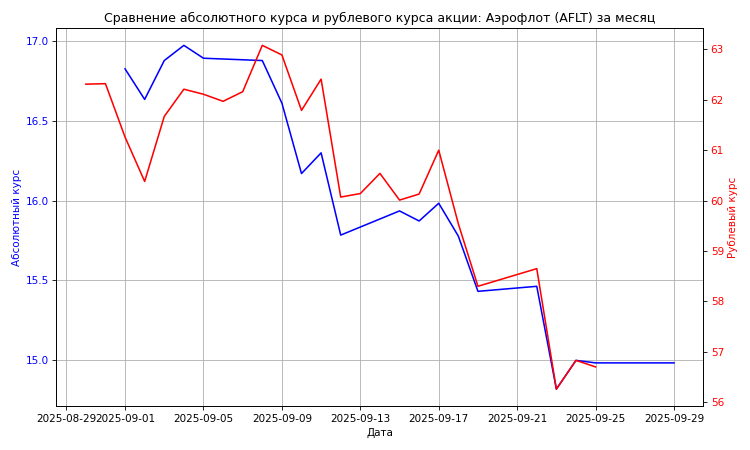 Сравнение абсолютного курса и рублевого курса акции: Аэрофлот (AFLT) за месяц
Абсолютный курс
17.0
16.5
16.0
15.5
15.0
63
62
61
60
59
58
57
56
Рублевый курс
2025-08-29 2025-09-01 2025-09-05 2025-09-09 2025-09-13 2025-09-17 2025-09-21 2025-09-25 2025-09-29
Дата